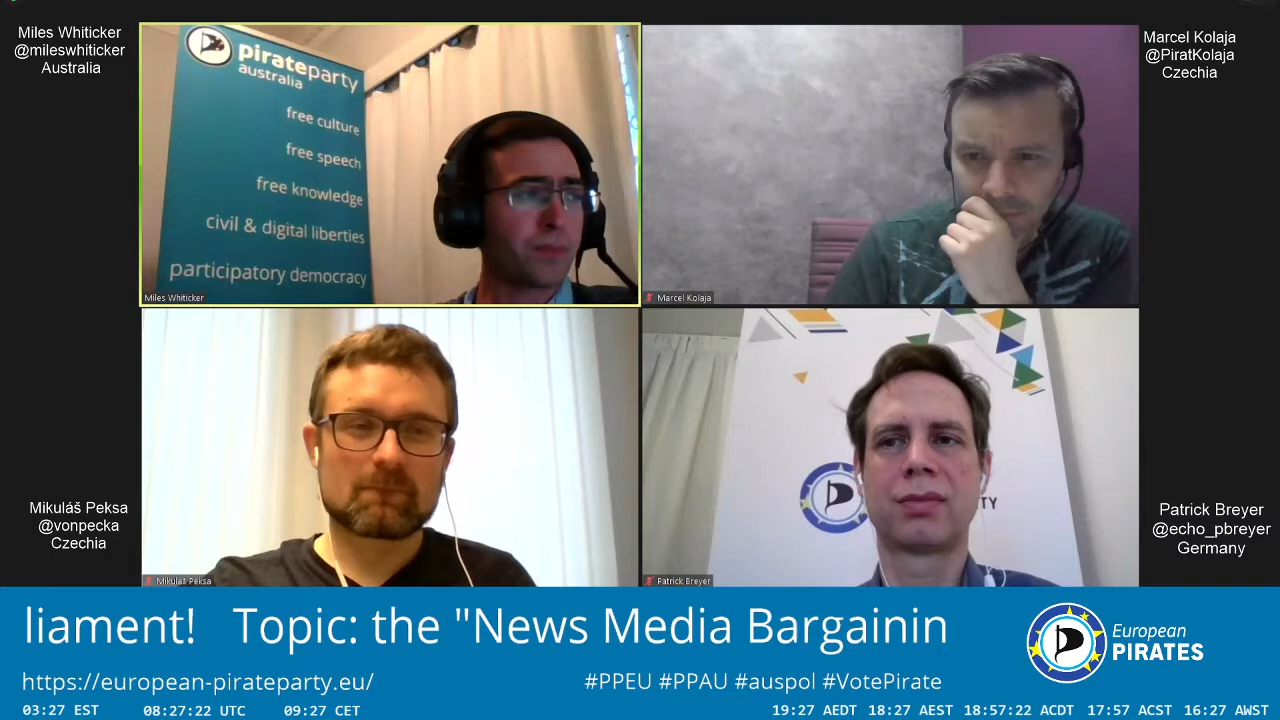 Miles Whiticker
@mileswhiticker
Australia
pirateparty
australia
free culture
free speech
free knowledge
civil & digital liberties
participatory democracy
Miles Whiticker
Marcel Kolaja
@PiratKolaja
Czechia
Marcel Kolaja
Mikuláš Peksa
@vonpecka
Czechia
Mikuláš Peksa
Patrick Breyer
@echo_pbreyer
Germany
TY
Patrick Breyer
liament! Topic: the "News Media Bargainin
European
PIRATES
https://european-pirateparty.eu/
#PPEU #PPAU #auspol #VotePirate
03:27 EST 08:27:22 UTC 09:27 CET 19:27 AEDT 18:27 AEST 18:57:22 ACDT 17:57 ACST 16:27 AWST